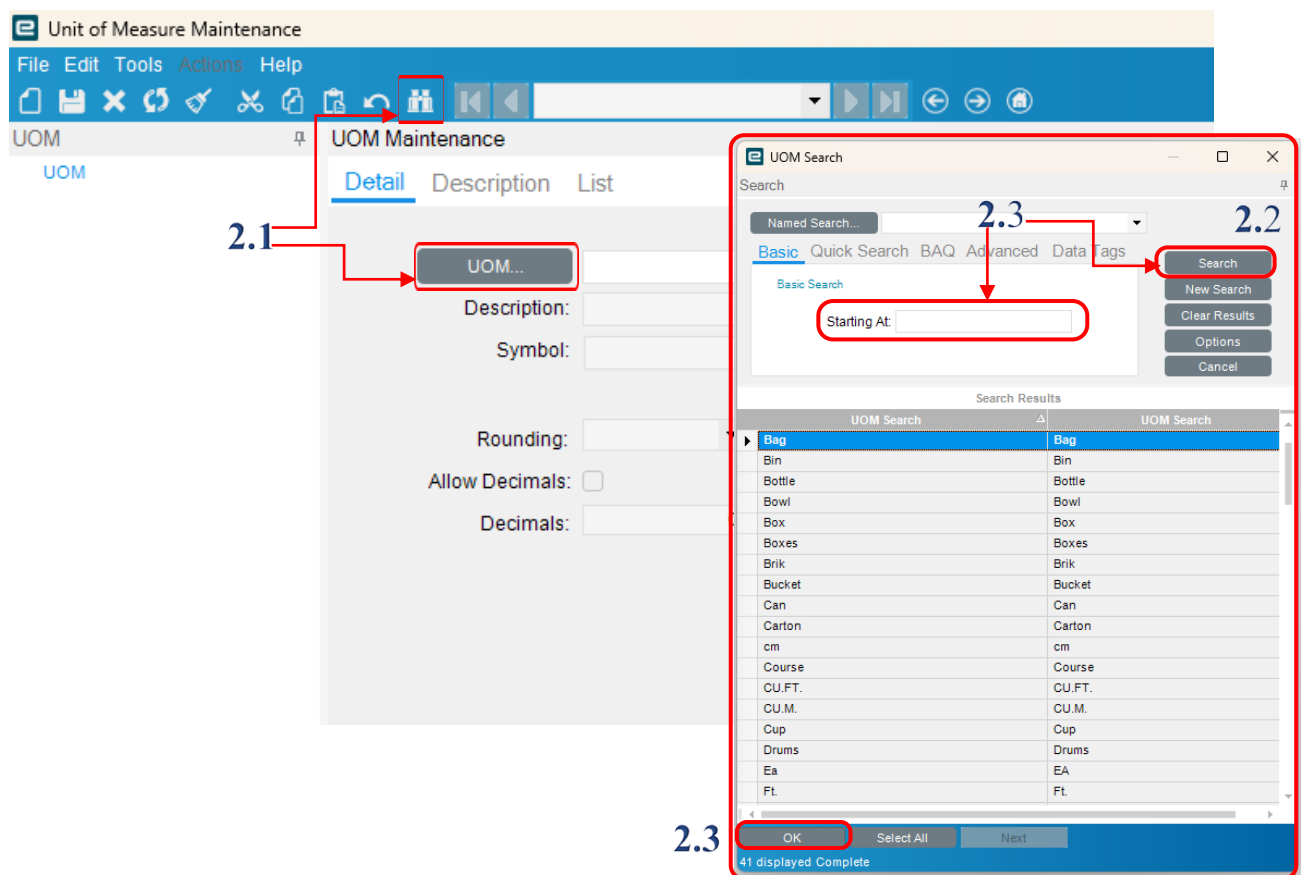 Unit of Measure Maintenance
File Edit Tools Actions Help
UOM
UOM
UOM Maintenance
Detail Description List
2.1
UOM...
Description:
Symbol:
Rounding:
Allow Decimals:
Decimals:
UOM Search
Search
2.2
Named Search...
2.3
Basic Quick Search BAQ Advanced Data Tags
Basic Search
Starting At:
Search
New Search
Clear Results
Options
Cancel
Search Results
UOM Search UOM Search
Bag Bag
Bin Bin
Bottle Bottle
Bowl Bowl
Box Box
Boxes Boxes
Brik Brik
Bucket Bucket
Can Can
Carton Carton
cm cm
Course Course
CU.FT. CU.FT.
CU.M. CU.M.
Cup Cup
Drums Drums
Ea EA
Ft. Ft.
2.3
OK Select All Next
41 displayed Complete